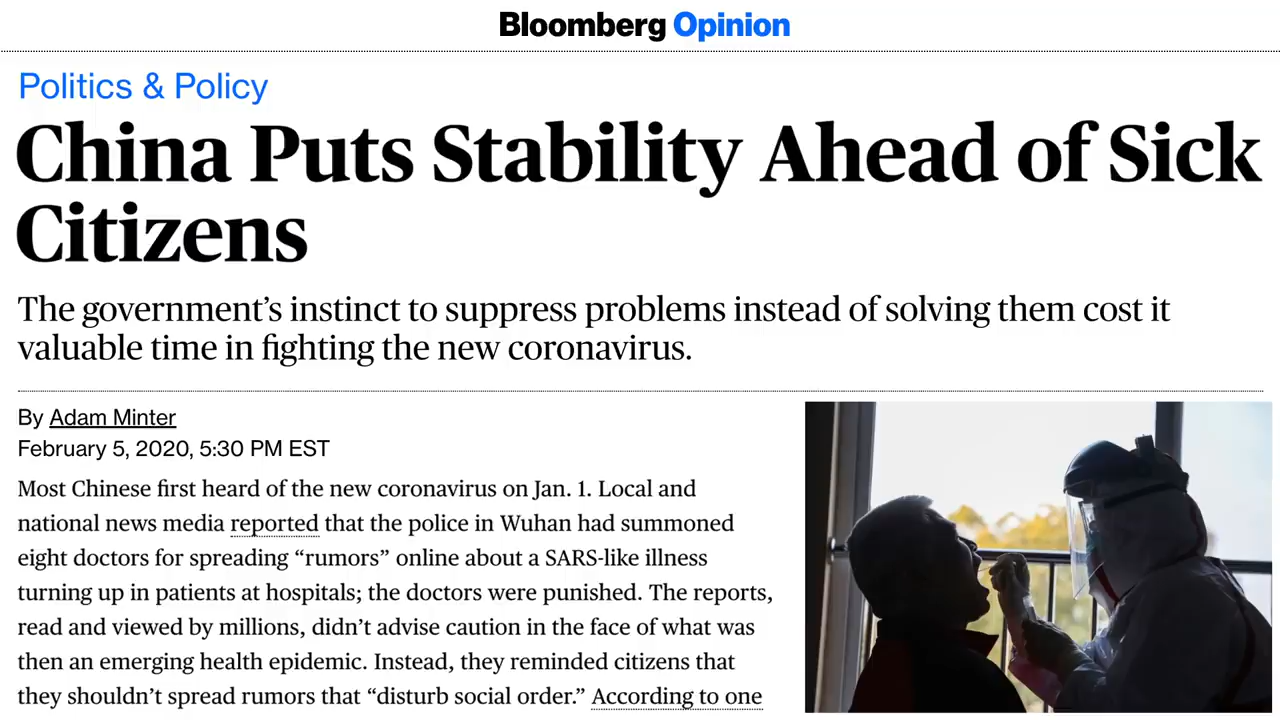 Bloomberg Opinion
Politics & Policy
China Puts Stability Ahead of Sick
Citizens
The government’s instinct to suppress problems instead of solving them cost it
valuable time in fighting the new coronavirus.
By Adam Minter
February 5, 2020, 5:30 PM EST
Most Chinese first heard of the new coronavirus on Jan. 1. Local and
national news media reported that the police in Wuhan had summoned
eight doctors for spreading “rumors” online about a SARS-like illness
turning up in patients at hospitals; the doctors were punished. The reports,
read and viewed by millions, didn’t advise caution in the face of what was
then an emerging health epidemic. Instead, they reminded citizens that
they shouldn’t spread rumors that “disturb social order.” According to one